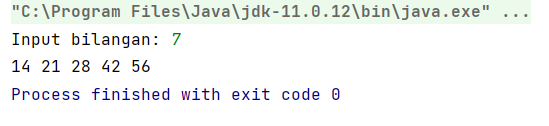 "C:\Program Files\Java\jdk-11.0.12\bin\java.exe" ...
Input bilangan: 7
14 21 28 42 56
Process finished with exit code 0